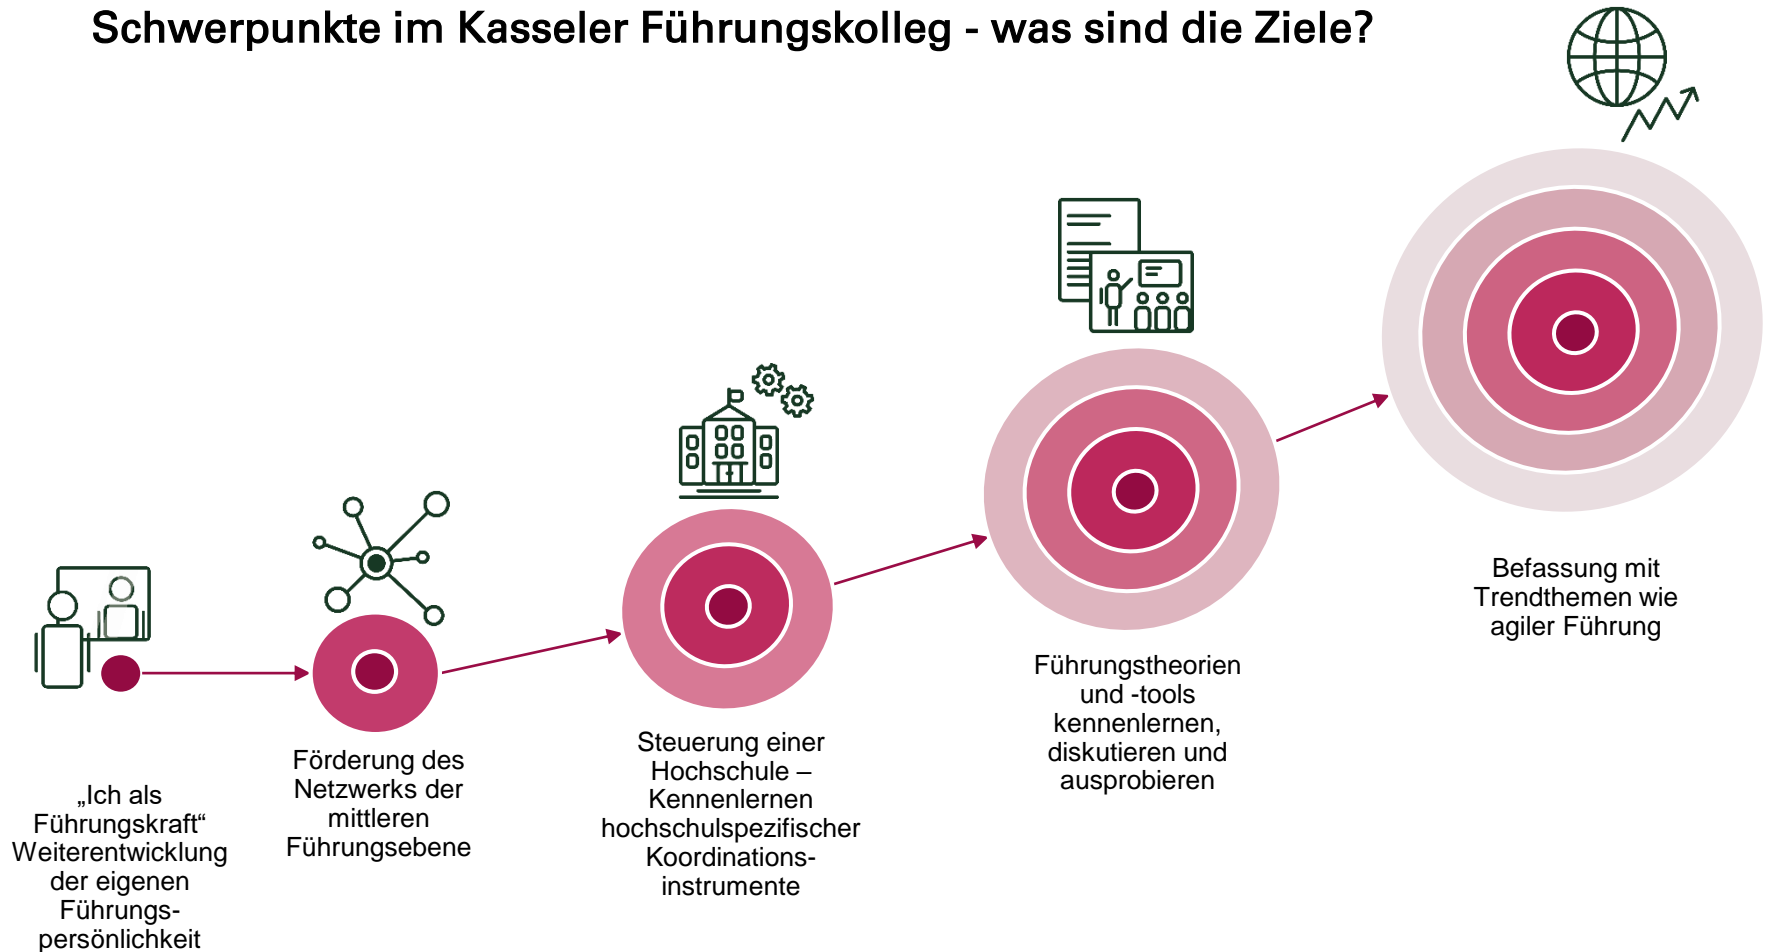 Schwerpunkte im Kasseler Führungskolleg - was sind die Ziele?
„Ich als
Führungskraft“
Weiterentwicklung
der eigenen
Führungs-
persönlichkeit
Förderung des
Netzwerks der
mittleren
Führungsebene
Steuerung einer
Hochschule –
Kennenlernen
hochschulspezifischer
Koordinations-
instrumente
Führungstheorien
und -tools
kennenlernen,
diskutieren und
ausprobieren
Befassung mit
Trendthemen wie
agiler Führung